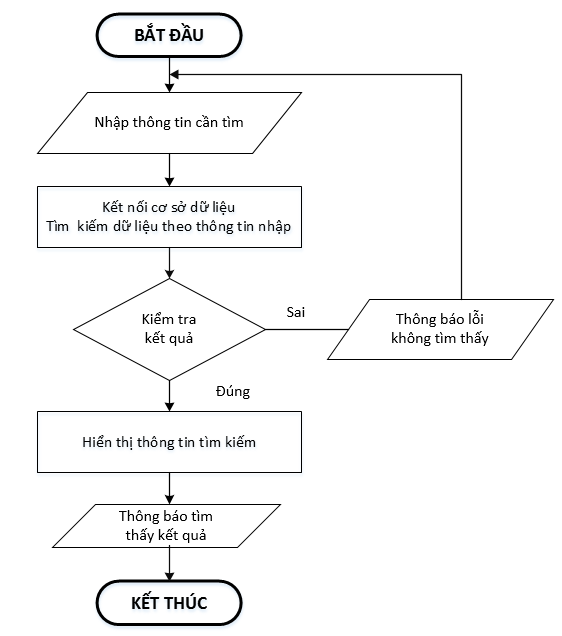 BẮT ĐẦU
Nhập thông tin cần tìm
Kết nối cơ sở dữ liệu
Tìm kiếm dữ liệu theo thông tin nhập
Kiểm tra
kết quả
Sai
Thông báo lỗi
không tìm thấy
Đúng
Hiển thị thông tin tìm kiếm
Thông báo tìm
thấy kết quả
KẾT THÚC